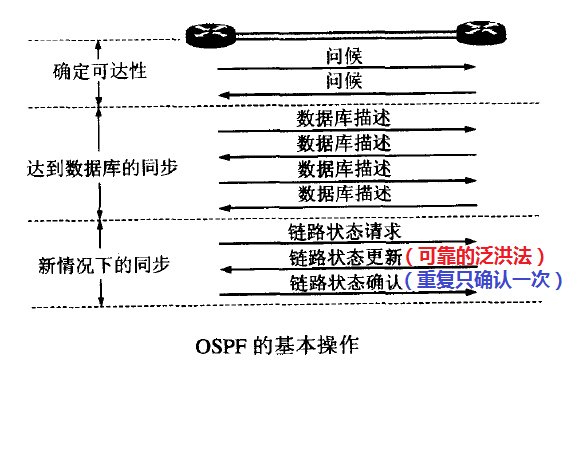 确定可达性
问候
问候
达到数据库的同步
数据库描述
数据库描述
数据库描述
数据库描述
新情况下的同步
链路状态请求
链路状态更新（可靠的泛洪法）
链路状态确认（重复只确认一次）
OSPF 的基本操作